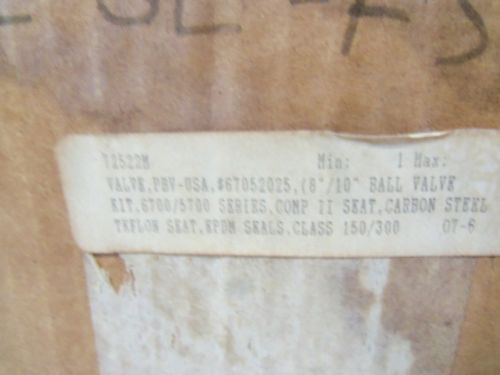 72522M Min: 1 Max:
VALVE,PBV-USA,#67052025,(8"/10" BALL VALVE
KIT.6700/5700 SERIES,COMP II SEAT,CARBON STEEL
TEFLON SEAT,EPDM SEALS.CLASS 150/300 07-6